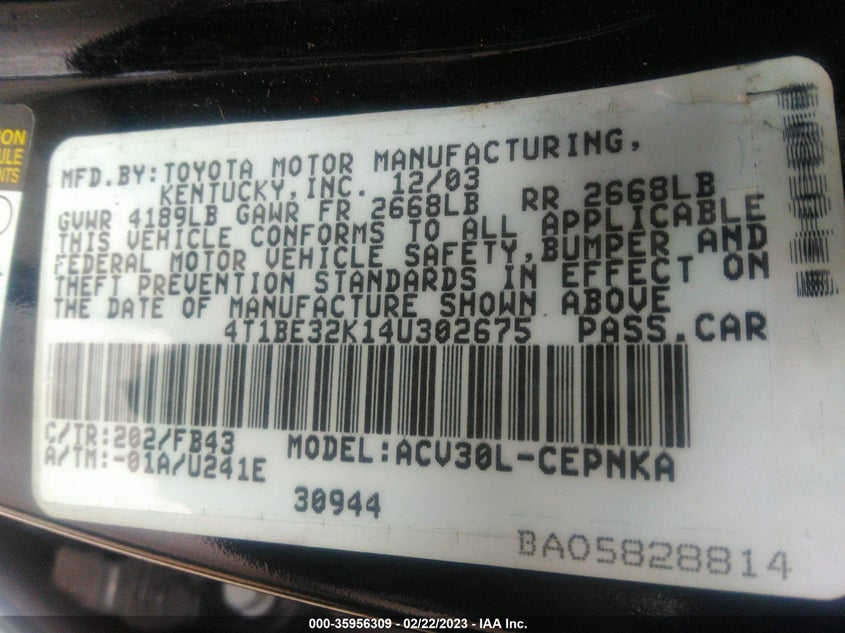 ION
ULE
NTS
MFD.BY:TOYOTA MOTOR MANUFACTURING,
KENTUCKY,INC. 12/03
GVWR 4189LB GAWR FR 2668LB RR 2668LB
THIS VEHICLE CONFORMS TO ALL APPLICABLE
FEDERAL MOTOR VEHICLE SAFETY,BUMPER AND
THEFT PREVENTION STANDARDS IN EFFECT ON
THE DATE OF MANUFACTURE SHOWN ABOVE
4T1BE32K14U302675 PASS.CAR
C/TR:202/FB43 MODEL:ACV30L-CEPNKA
A/TM:-01A/U241E
30944
BA05828814
000-35956309 - 02/22/2023 - IAA Inc.